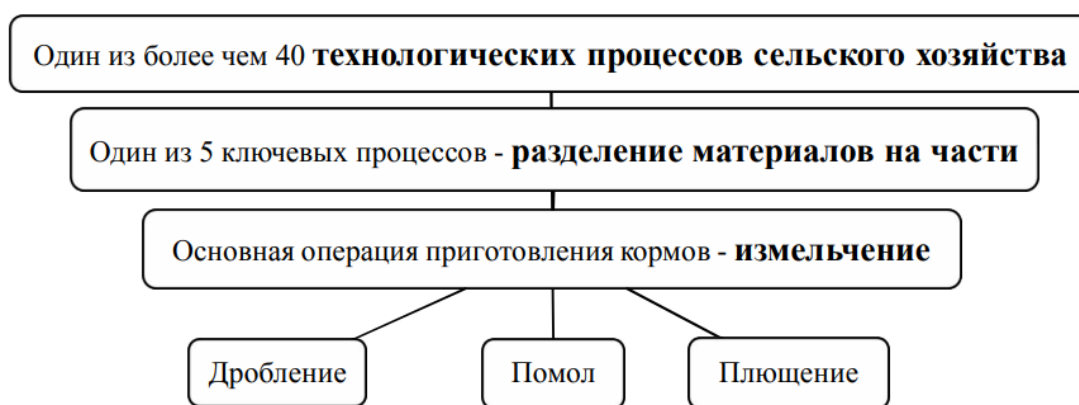 Один из более чем 40 технологических процессов сельского хозяйства
Один из 5 ключевых процессов - разделение материалов на части
Основная операция приготовления кормов - измельчение
Дробление
Помол
Плющение